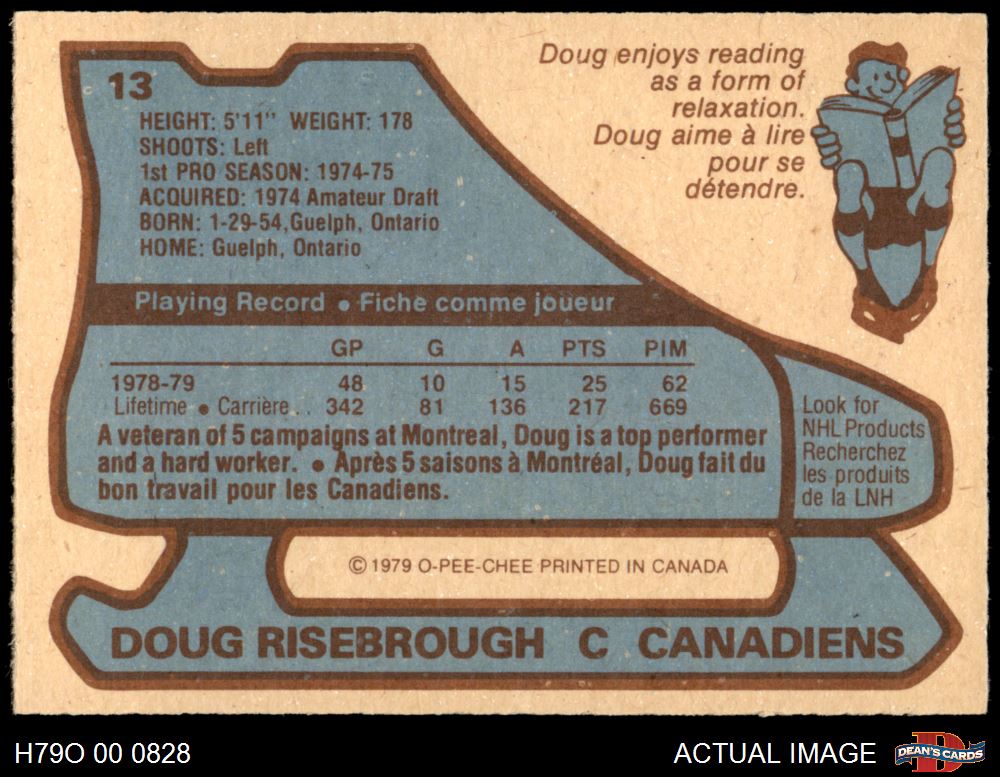 13
HEIGHT: 5'11" WEIGHT: 178
SHOOTS: Left
1st PRO SEASON: 1974-75
ACQUIRED: 1974 Amateur Draft
BORN: 1-29-54, Guelph, Ontario
HOME: Guelph, Ontario
Doug enjoys reading
as a form of
relaxation.
Doug aime à lire
pour se
détendre.
Playing Record ● Fiche comme joueur
GP G A PTS PIM
1978-79 48 10 15 25 62
Lifetime ● Carrière . . 342 81 136 217 669
A veteran of 5 campaigns at Montreal, Doug is a top performer
and a hard worker. ● Après 5 saisons à Montréal, Doug fait du
bon travail pour les Canadiens.
Look for
NHL Products
Recherchez
les produits
de la LNH
© 1979 O-PEE-CHEE PRINTED IN CANADA
DOUG RISEBROUGH C CANADIENS
H79O 00 0828
ACTUAL IMAGE
D
DEAN'S CARDS